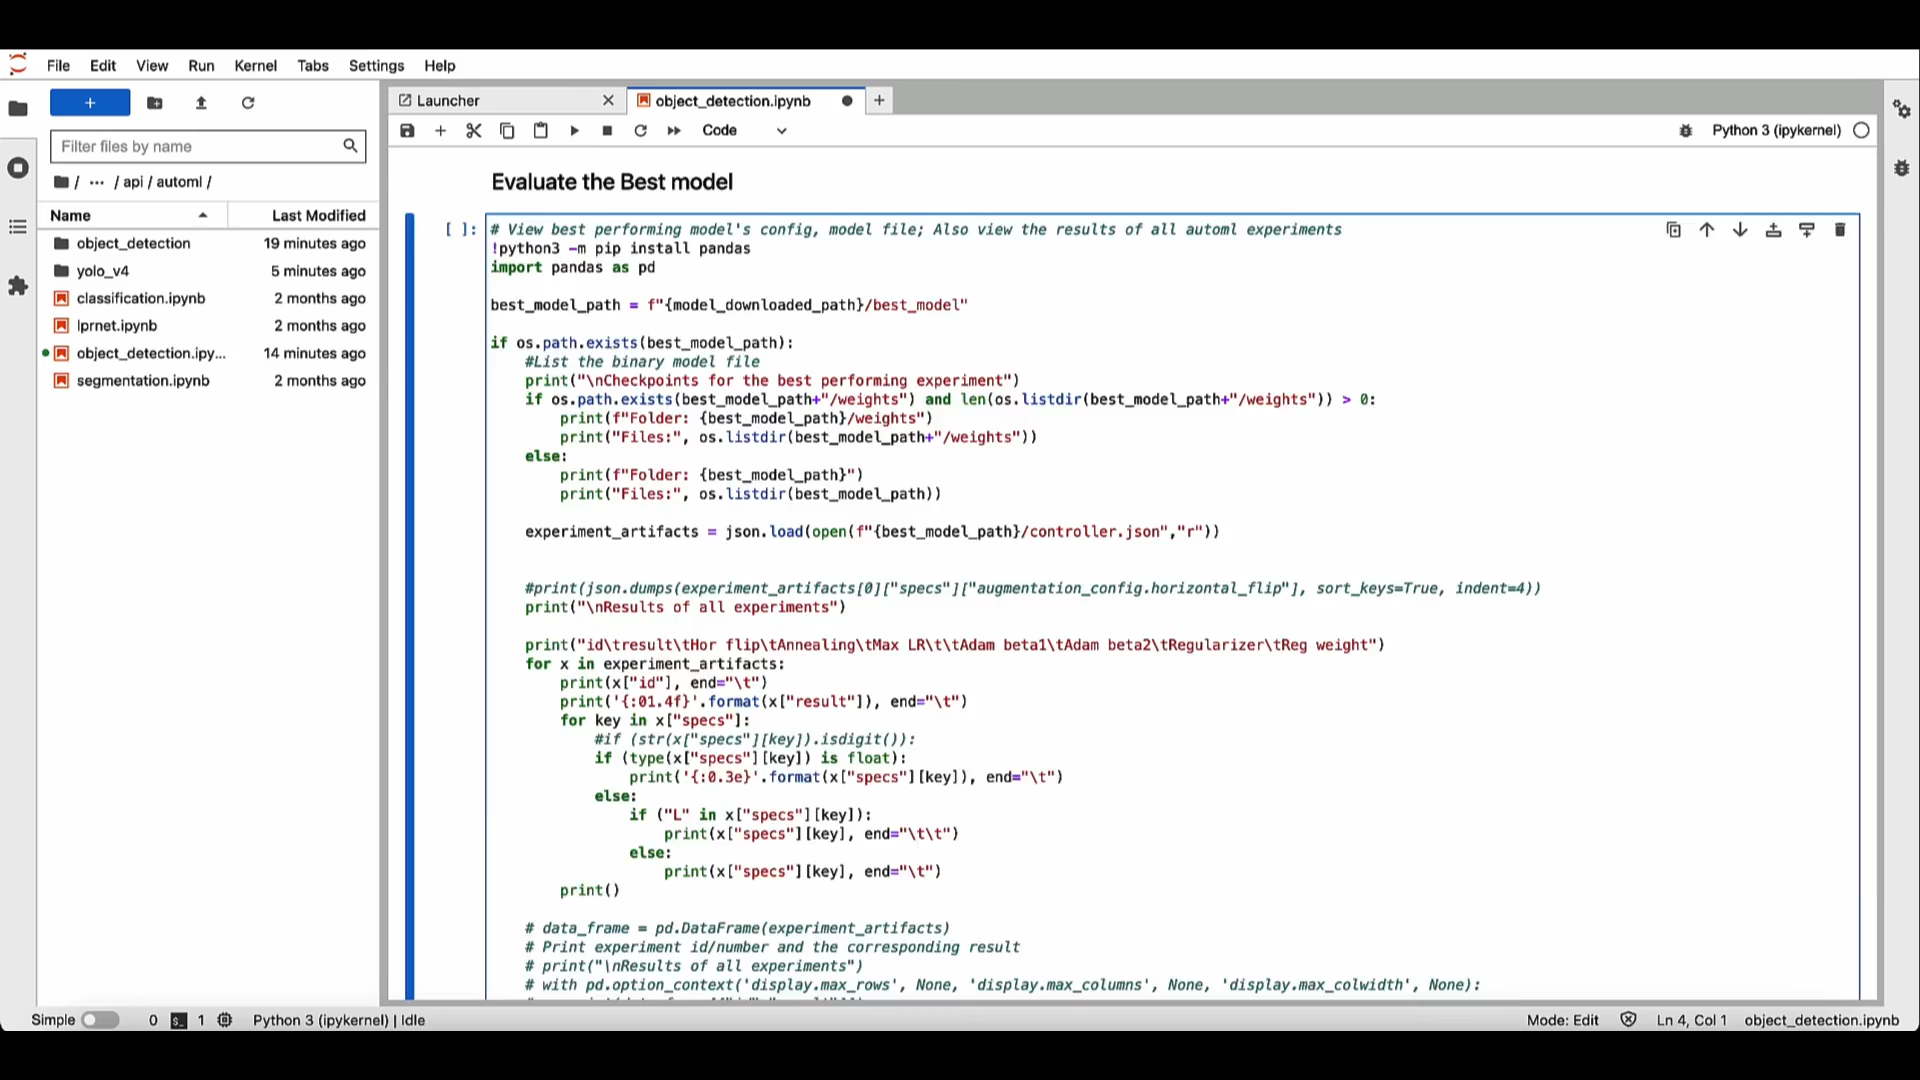 File Edit View Run Kernel Tabs Settings Help
Filter files by name
/ ... / api / automl /
Name Last Modified
object_detection 19 minutes ago
yolo_v4 5 minutes ago
classification.ipynb 2 months ago
lprnet.ipynb 2 months ago
object_detection.ipy... 14 minutes ago
segmentation.ipynb 2 months ago
Launcher object_detection.ipynb
Code Python 3 (ipykernel)
Evaluate the Best model
[ ]: # View best performing model's config, model file; Also view the results of all automl experiments
!python3 -m pip install pandas
import pandas as pd
best_model_path = f"{model_downloaded_path}/best_model"
if os.path.exists(best_model_path):
    #List the binary model file
    print("\nCheckpoints for the best performing experiment")
    if os.path.exists(best_model_path+"/weights") and len(os.listdir(best_model_path+"/weights")) > 0:
        print(f"Folder: {best_model_path}/weights")
        print("Files:", os.listdir(best_model_path+"/weights"))
    else:
        print(f"Folder: {best_model_path}")
        print("Files:", os.listdir(best_model_path))
    experiment_artifacts = json.load(open(f"{best_model_path}/controller.json","r"))
    #print(json.dumps(experiment_artifacts[0]["specs"]["augmentation_config.horizontal_flip"], sort_keys=True, indent=4))
    print("\nResults of all experiments")
    print("id\tresult\tHor flip\tAnnealing\tMax LR\t\tAdam beta1\tAdam beta2\tRegularizer\tReg weight")
    for x in experiment_artifacts:
        print(x["id"], end="\t")
        print('{:01.4f}'.format(x["result"]), end="\t")
        for key in x["specs"]:
            #if (str(x["specs"][key]).isdigit()):
            if (type(x["specs"][key]) is float):
                print('{:0.3e}'.format(x["specs"][key]), end="\t")
            else:
                if ("L" in x["specs"][key]):
                    print(x["specs"][key], end="\t\t")
                else:
                    print(x["specs"][key], end="\t")
        print()
    # data_frame = pd.DataFrame(experiment_artifacts)
    # Print experiment id/number and the corresponding result
    # print("\nResults of all experiments")
    # with pd.option_context('display.max_rows', None, 'display.max_columns', None, 'display.max_colwidth', None):
Simple 0 1 Python 3 (ipykernel) | Idle Mode: Edit Ln 4, Col 1 object_detection.ipynb